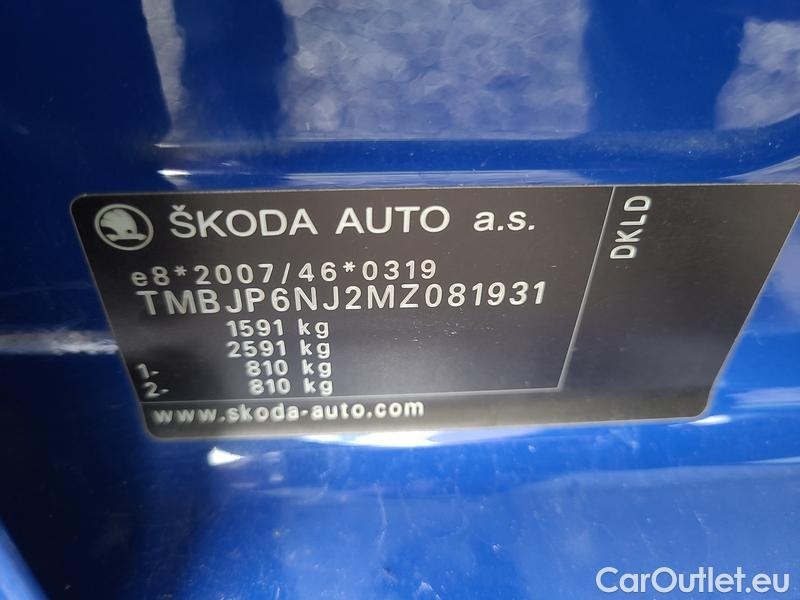 ŠKODA AUTO a.s.
DKLD
e8*2007/46*0319
TMBJP6NJ2MZ081931
1591 kg
2591 kg
1- 810 kg
2- 810 kg
www.skoda-auto.com
CarOutlet.eu